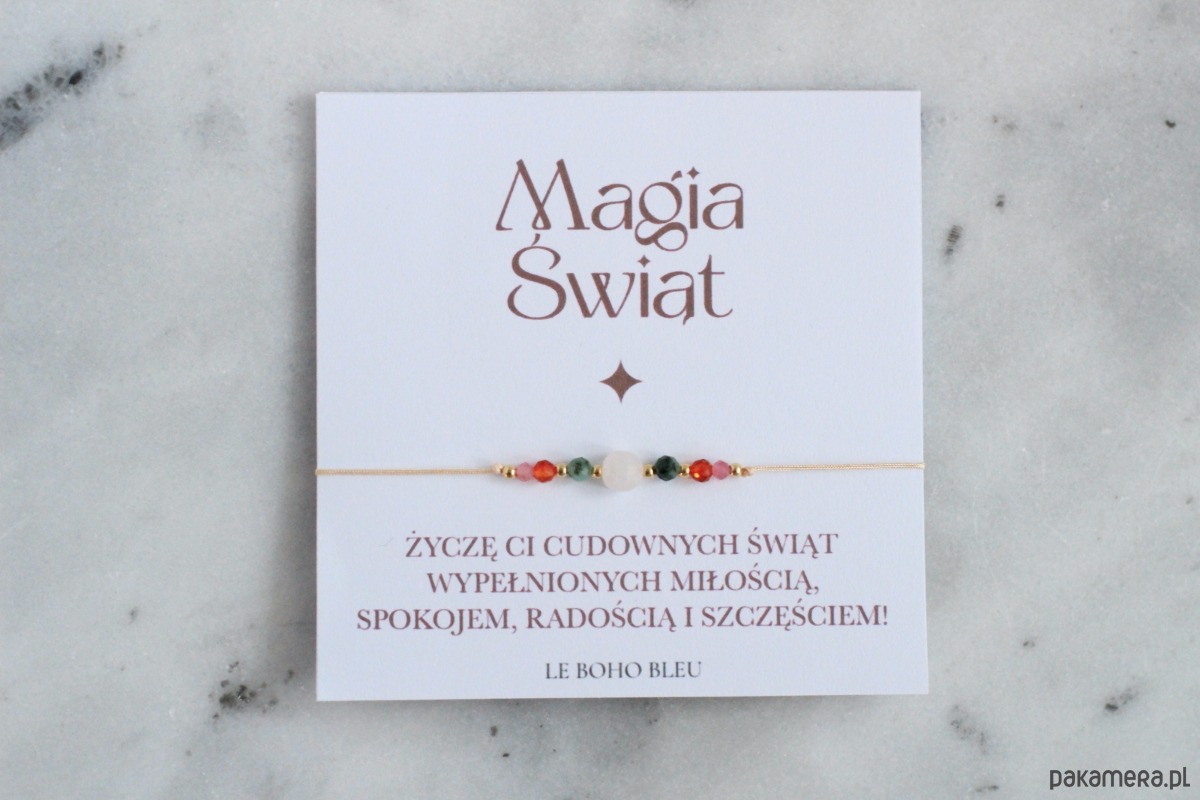 Magia
Świąt
ŻYCZĘ CI CUDOWNYCH ŚWIĄT
WYPEŁNIONYCH MIŁOŚCIĄ,
SPOKOJEM, RADOŚCIĄ I SZCZĘŚCIEM!
LE BOHO BLEU
pakamera.pl